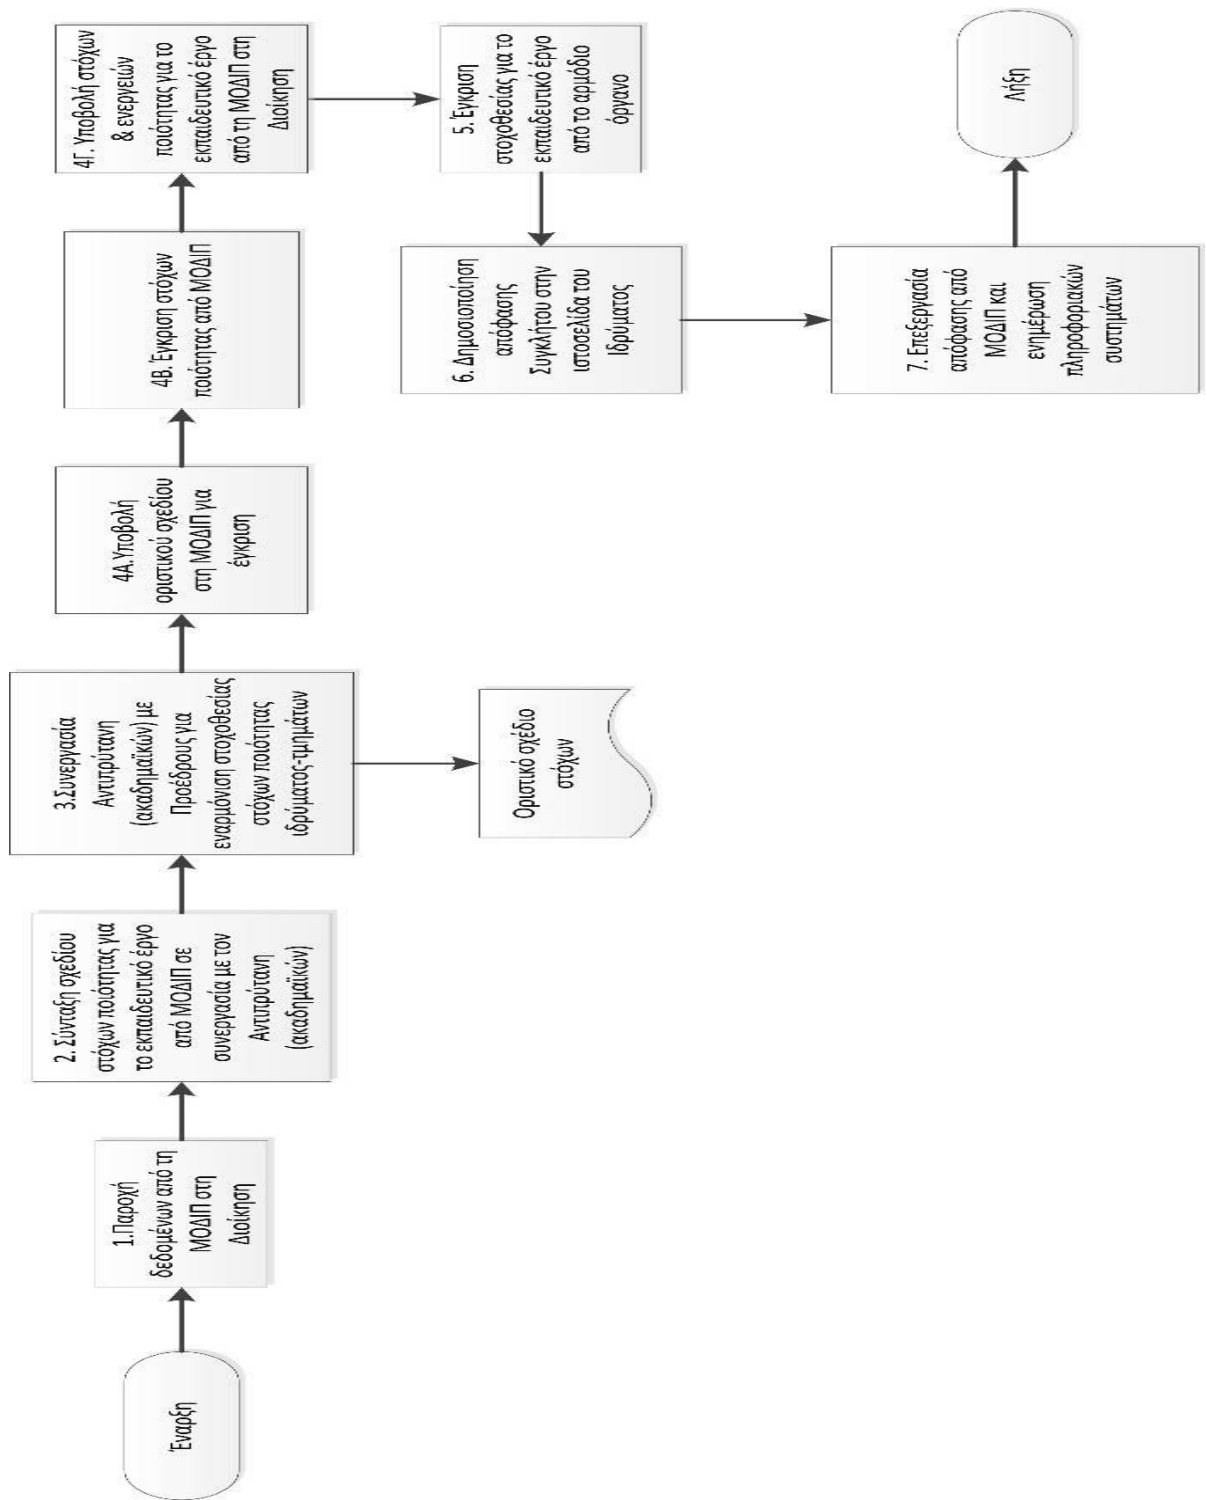 Έναρξη
1.Παροχή
δεδομένων από τη
ΜΟΔΙΠ στη
Διοίκηση
2. Σύνταξη σχεδίου
στόχων ποιότητας για
το εκπαιδευτικό έργο
από ΜΟΔΙΠ σε
συνεργασία με τον
Αντιπρύτανη
(ακαδημαϊκών)
3.Συνεργασία
Αντιπρύτανη
(ακαδημαϊκών) με
Προέδρους για
εναρμόνιση στοχοθεσίας
στόχων ποιότητας
ιδρύματος-τμημάτων
Οριστικό σχέδιο
στόχων
4Α.Υποβολή
οριστικού σχεδίου
στη ΜΟΔΙΠ για
έγκριση
4Β. Έγκριση στόχων
ποιότητας από ΜΟΔΙΠ
4Γ. Υποβολή στόχων
& ενεργειών
ποιότητας για το
εκπαιδευτικό έργο
από τη ΜΟΔΙΠ στη
Διοίκηση
5. Έγκριση
στοχοθεσίας για το
εκπαιδευτικό έργο
από το αρμόδιο
όργανο
6. Δημοσιοποίηση
απόφασης
Συγκλήτου στην
ιστοσελίδα του
Ιδρύματος
7. Επεξεργασία
απόφασης από
ΜΟΔΙΠ και
ενημέρωση
πληροφοριακών
συστημάτων
Λήξη